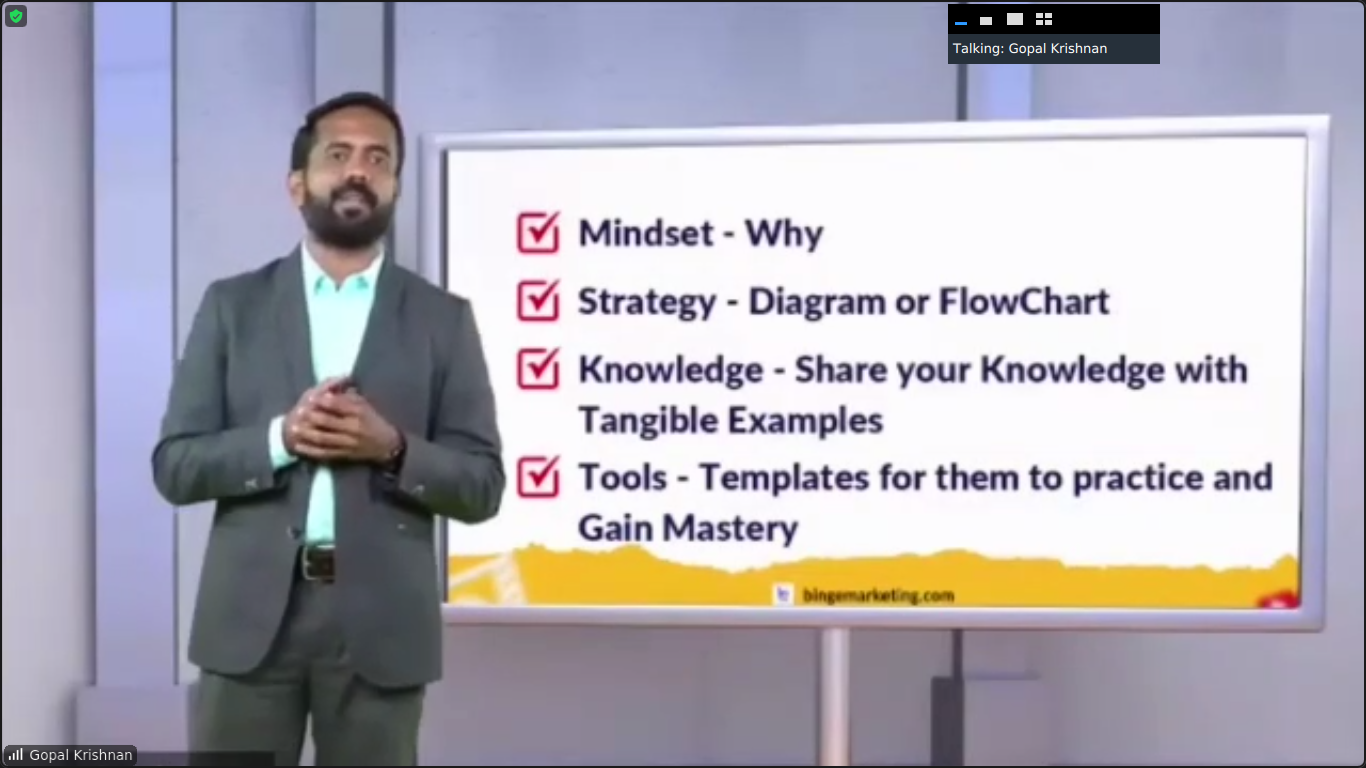 Talking: Gopal Krishnan
Mindset - Why
Strategy - Diagram or FlowChart
Knowledge - Share your Knowledge with
Tangible Examples
Tools - Templates for them to practice and
Gain Mastery
bingemarketing.com
Gopal Krishnan